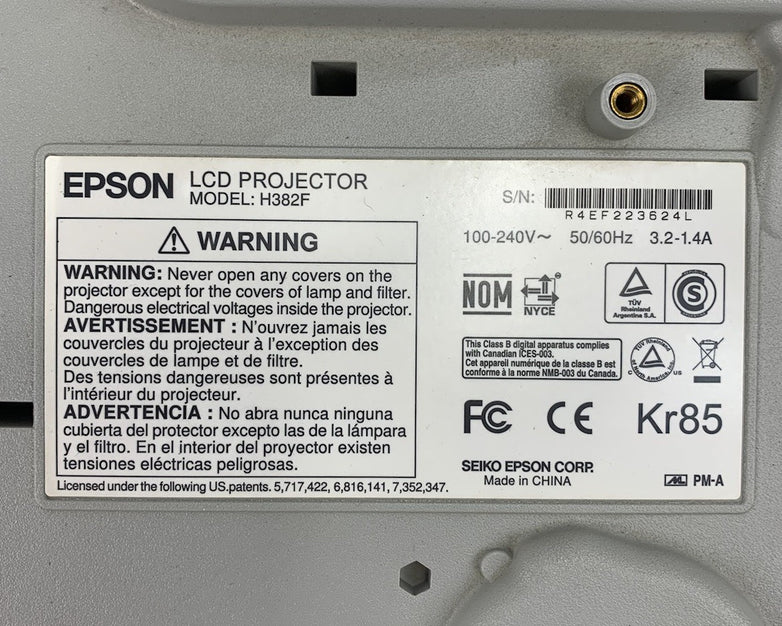 EPSON LCD PROJECTOR
MODEL: H382F
S/N:
R4EF223624L
100-240V~ 50/60Hz 3.2-1.4A
WARNING
WARNING: Never open any covers on the
projector except for the covers of lamp and filter.
Dangerous electrical voltages inside the projector.
AVERTISSEMENT : N'ouvrez jamais les
couvercles du projecteur à l'exception des
couvercles de lampe et de filtre.
Des tensions dangereuses sont présentes à
l'intérieur du projecteur.
ADVERTENCIA : No abra nunca ninguna
cubierta del protector excepto las de la lámpara
y el filtro. En el interior del proyector existen
tensiones eléctricas peligrosas.
Licensed under the following US.patents. 5,717,422, 6,816,141, 7,352,347.
NOM
NYCE
TÜV
Rheinland
Argentina S.A.
S
This Class B digital apparatus complies
with Canadian ICES-003.
Cet appareil numérique de la classe B est
conforme à la norme NMB-003 du Canada.
TÜV Rheinland
of North America, Inc.
C US
FC CE Kr85
SEIKO EPSON CORP.
Made in CHINA
PM-A